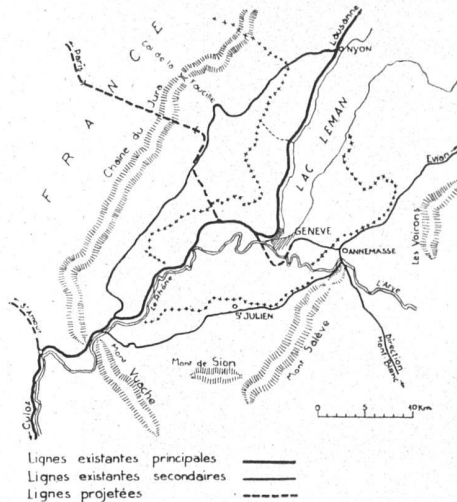 Lausanne
NYON
FRANCE
Col de la Faucille
Paris
Chaîne du Jura
LAC LEMAN
Evian
Les Voirons
GENEVE
ANNEMASSE
L'Arve
Rhône
St JULIEN
Direction
Mont Blanc
Mont Salève
Mont de Sion
Mont Vuache
Culoz
0 5 10 Km
Lignes existantes principales
Lignes existantes secondaires
Lignes projetées